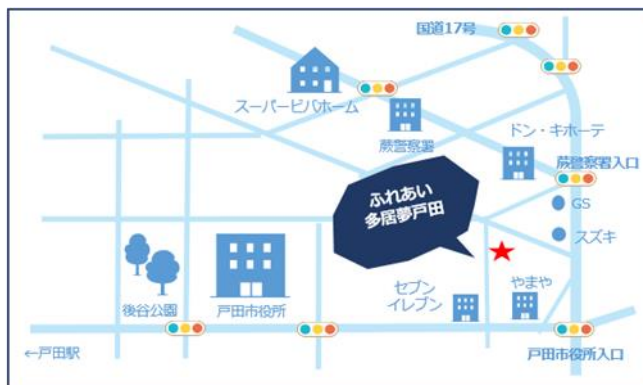 国道17号
スーパービバホーム
蕨警察署
ドン・キホーテ
蕨警察署入口
ふれあい
多居夢戸田
GS
スズキ
セブン
イレブン
やまや
後谷公園
戸田市役所
←戸田駅
戸田市役所入口